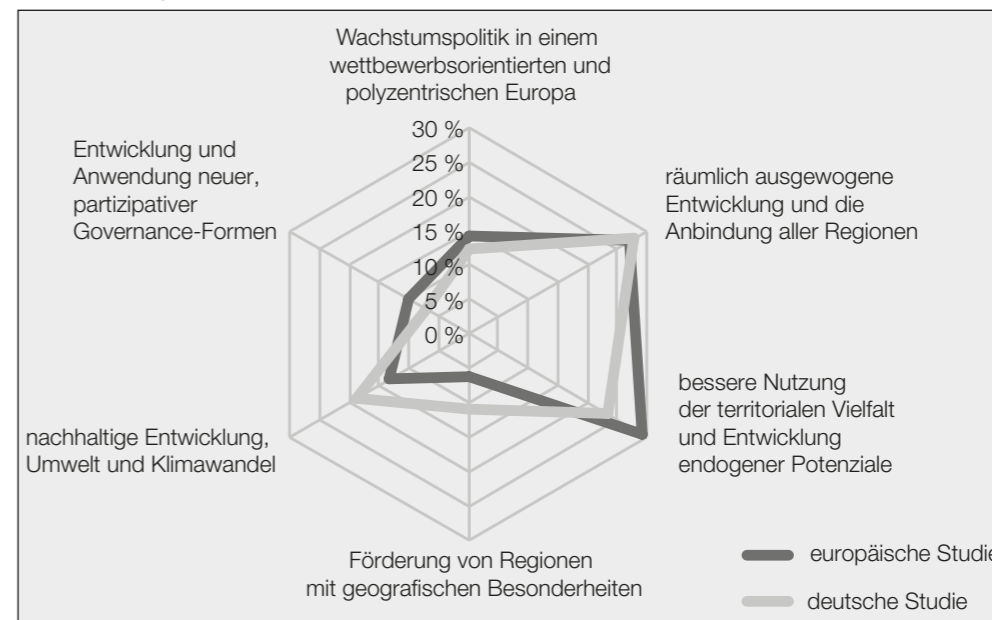 Wachstumspolitik in einem
wettbewerbsorientierten und
polyzentrischen Europa
30 %
25 %
20 %
15 %
10 %
5 %
0 %
Entwicklung und
Anwendung neuer,
partizipativer
Governance-Formen
räumlich ausgewogene
Entwicklung und die
Anbindung aller Regionen
bessere Nutzung
der territorialen Vielfalt
und Entwicklung
endogener Potenziale
nachhaltige Entwicklung,
Umwelt und Klimawandel
Förderung von Regionen
mit geografischen Besonderheiten
europäische Studie
deutsche Studie